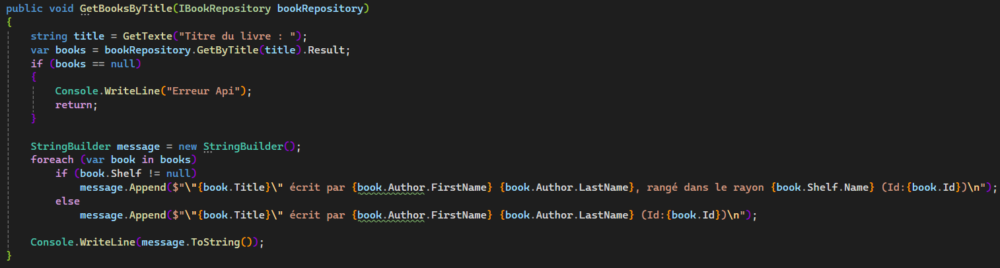 public void GetBooksByTitle(IBookRepository bookRepository)
{
    string title = GetTexte("Titre du livre : ");
    var books = bookRepository.GetByTitle(title).Result;
    if (books == null)
    {
        Console.WriteLine("Erreur Api");
        return;
    }

    StringBuilder message = new StringBuilder();
    foreach (var book in books)
        if (book.Shelf != null)
            message.Append($"\"{book.Title}\" écrit par {book.Author.FirstName} {book.Author.LastName}, rangé dans le rayon {book.Shelf.Name} (Id:{book.Id})\n");
        else
            message.Append($"\"{book.Title}\" écrit par {book.Author.FirstName} {book.Author.LastName} (Id:{book.Id})\n");

    Console.WriteLine(message.ToString());
}